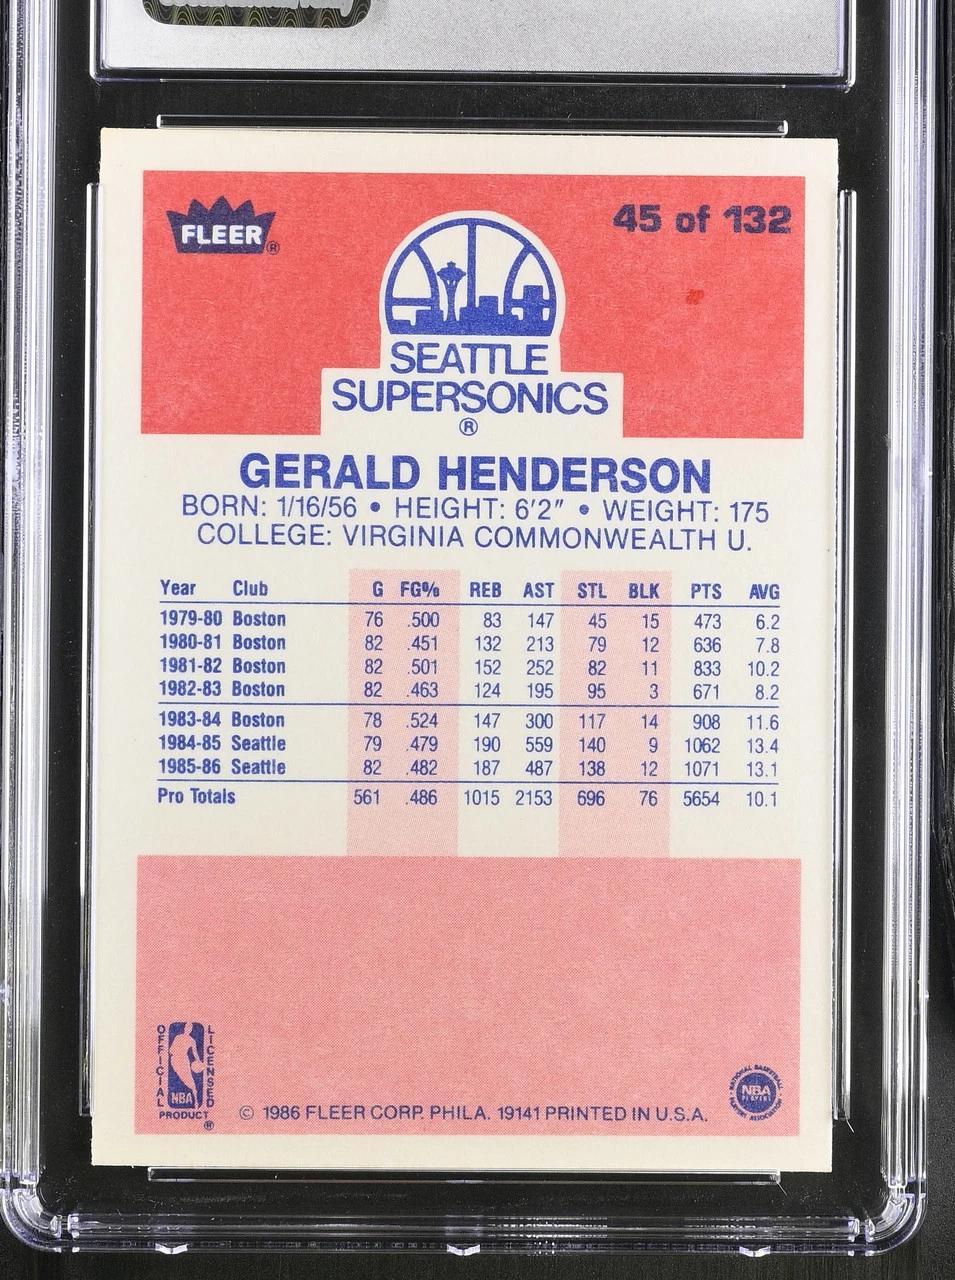 FLEER®
45 of 132
SEATTLE
SUPERSONICS
®
GERALD HENDERSON
BORN: 1/16/56 • HEIGHT: 6'2" • WEIGHT: 175
COLLEGE: VIRGINIA COMMONWEALTH U.
Year Club G FG% REB AST STL BLK PTS AVG
1979-80 Boston 76 .500 83 147 45 15 473 6.2
1980-81 Boston 82 .451 132 213 79 12 636 7.8
1981-82 Boston 82 .501 152 252 82 11 833 10.2
1982-83 Boston 82 .463 124 195 95 3 671 8.2
1983-84 Boston 78 .524 147 300 117 14 908 11.6
1984-85 Seattle 79 .479 190 559 140 9 1062 13.4
1985-86 Seattle 82 .482 187 487 138 12 1071 13.1
Pro Totals 561 .486 1015 2153 696 76 5654 10.1
OFFICIAL LICENSED
NBA
PRODUCT
®
© 1986 FLEER CORP. PHILA. 19141 PRINTED IN U.S.A.
NATIONAL BASKETBALL
NBA
PLAYERS
PLAYERS ASSOCIATION